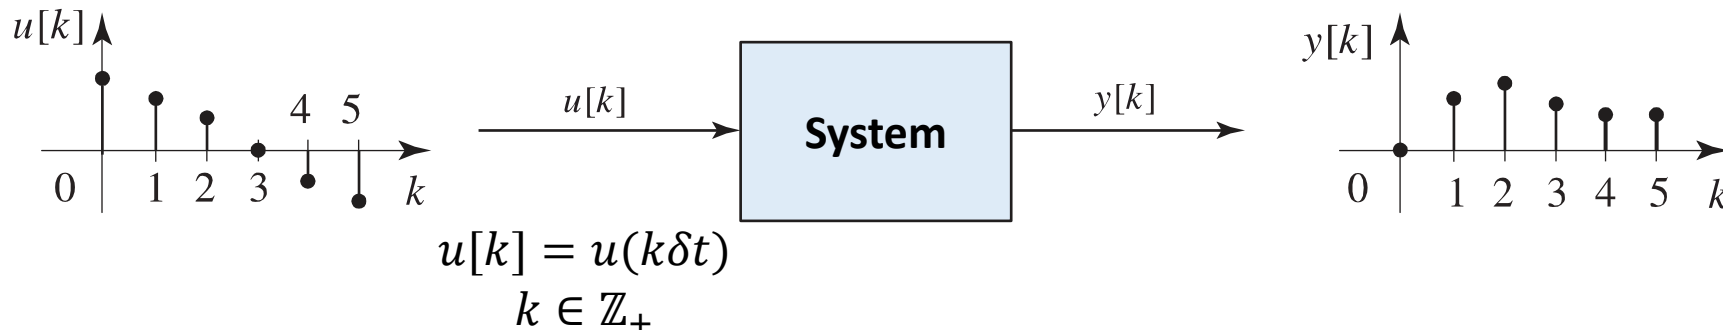 u[k]
4 5
0 1 2 3 k
u[k]
System
y[k]
y[k]
0 1 2 3 4 5 k
u[k] = u(kδt)
k ∈ ℤ₊